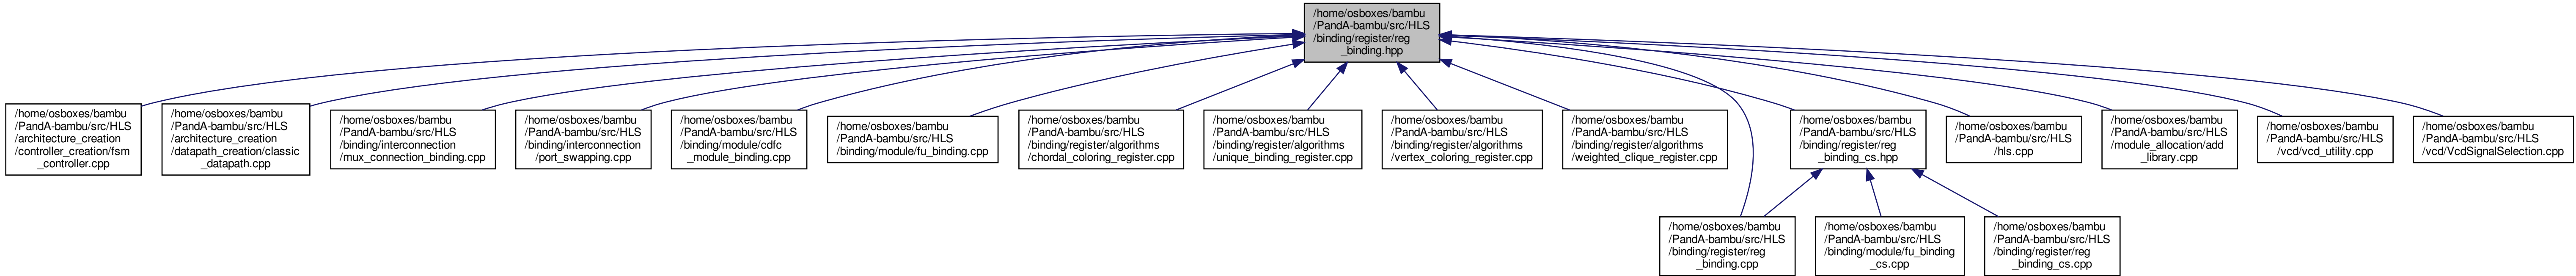 /home/osboxes/bambu
/PandA-bambu/src/HLS
/binding/register/reg
_binding.hpp
/home/osboxes/bambu
/PandA-bambu/src/HLS
/architecture_creation
/controller_creation/fsm
_controller.cpp
/home/osboxes/bambu
/PandA-bambu/src/HLS
/architecture_creation
/datapath_creation/classic
_datapath.cpp
/home/osboxes/bambu
/PandA-bambu/src/HLS
/binding/interconnection
/mux_connection_binding.cpp
/home/osboxes/bambu
/PandA-bambu/src/HLS
/binding/interconnection
/port_swapping.cpp
/home/osboxes/bambu
/PandA-bambu/src/HLS
/binding/module/cdfc
_module_binding.cpp
/home/osboxes/bambu
/PandA-bambu/src/HLS
/binding/module/fu_binding.cpp
/home/osboxes/bambu
/PandA-bambu/src/HLS
/binding/register/algorithms
/chordal_coloring_register.cpp
/home/osboxes/bambu
/PandA-bambu/src/HLS
/binding/register/algorithms
/unique_binding_register.cpp
/home/osboxes/bambu
/PandA-bambu/src/HLS
/binding/register/algorithms
/vertex_coloring_register.cpp
/home/osboxes/bambu
/PandA-bambu/src/HLS
/binding/register/algorithms
/weighted_clique_register.cpp
/home/osboxes/bambu
/PandA-bambu/src/HLS
/binding/register/reg
_binding_cs.hpp
/home/osboxes/bambu
/PandA-bambu/src/HLS
/hls.cpp
/home/osboxes/bambu
/PandA-bambu/src/HLS
/module_allocation/add
_library.cpp
/home/osboxes/bambu
/PandA-bambu/src/HLS
/vcd/vcd_utility.cpp
/home/osboxes/bambu
/PandA-bambu/src/HLS
/vcd/VcdSignalSelection.cpp
/home/osboxes/bambu
/PandA-bambu/src/HLS
/binding/register/reg
_binding.cpp
/home/osboxes/bambu
/PandA-bambu/src/HLS
/binding/module/fu_binding
_cs.cpp
/home/osboxes/bambu
/PandA-bambu/src/HLS
/binding/register/reg
_binding_cs.cpp